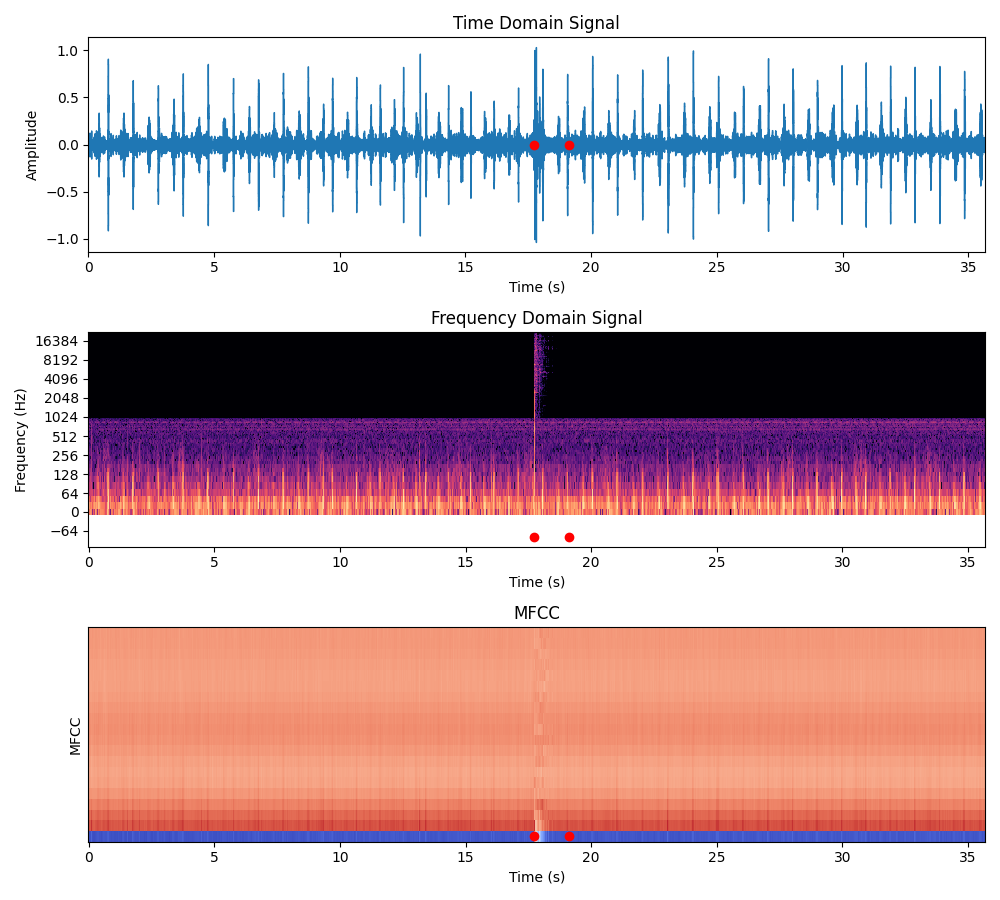 Time Domain Signal
1.0
0.5
0.0
−0.5
−1.0
Amplitude
0 5 10 15 20 25 30 35
Time (s)
Frequency Domain Signal
16384
8192
4096
2048
1024
512
256
128
64
0
−64
Frequency (Hz)
0 5 10 15 20 25 30 35
Time (s)
MFCC
MFCC
0 5 10 15 20 25 30 35
Time (s)